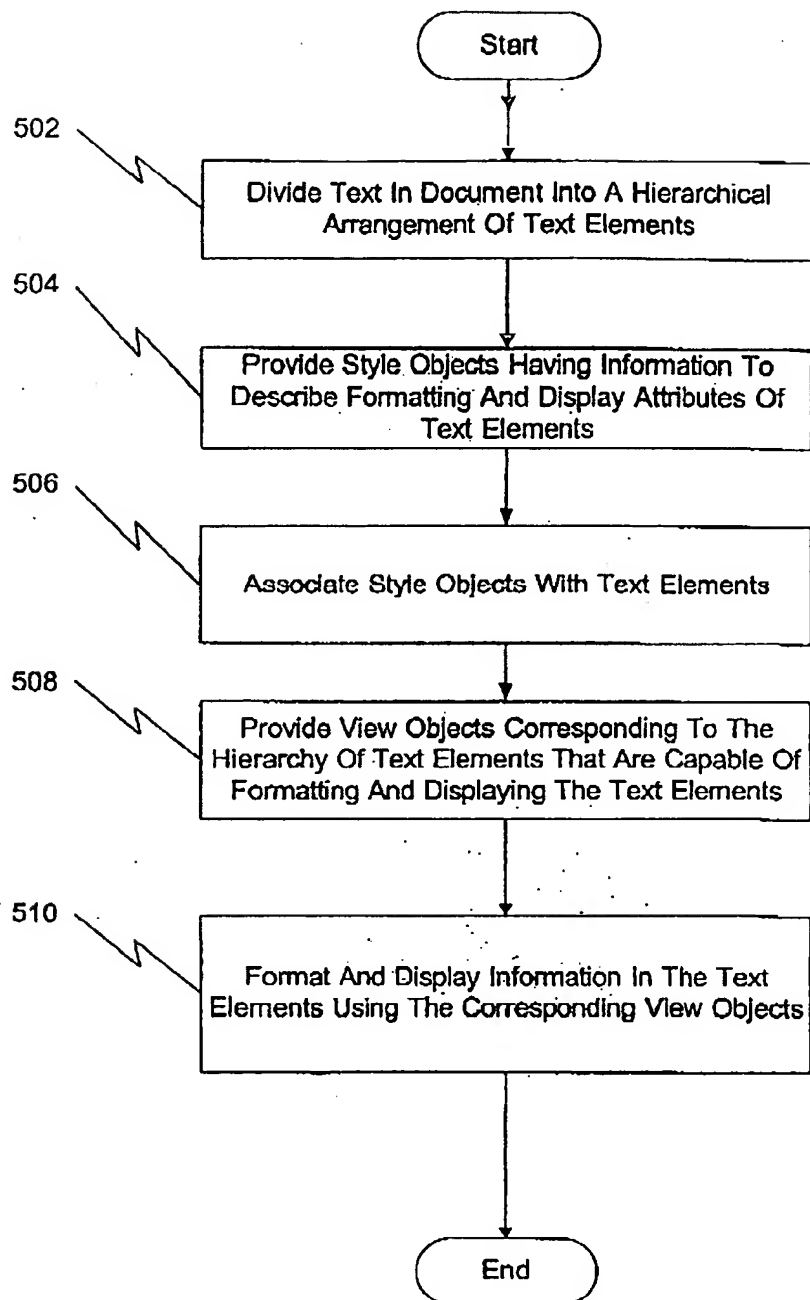 Start
502
Divide Text In Document Into A Hierarchical
Arrangement Of Text Elements
504
Provide Style Objects Having Information To
Describe Formatting And Display Attributes Of
Text Elements
506
Associate Style Objects With Text Elements
508
Provide View Objects Corresponding To The
Hierarchy Of Text Elements That Are Capable Of
Formatting And Displaying The Text Elements
510
Format And Display Information In The Text
Elements Using The Corresponding View Objects
End